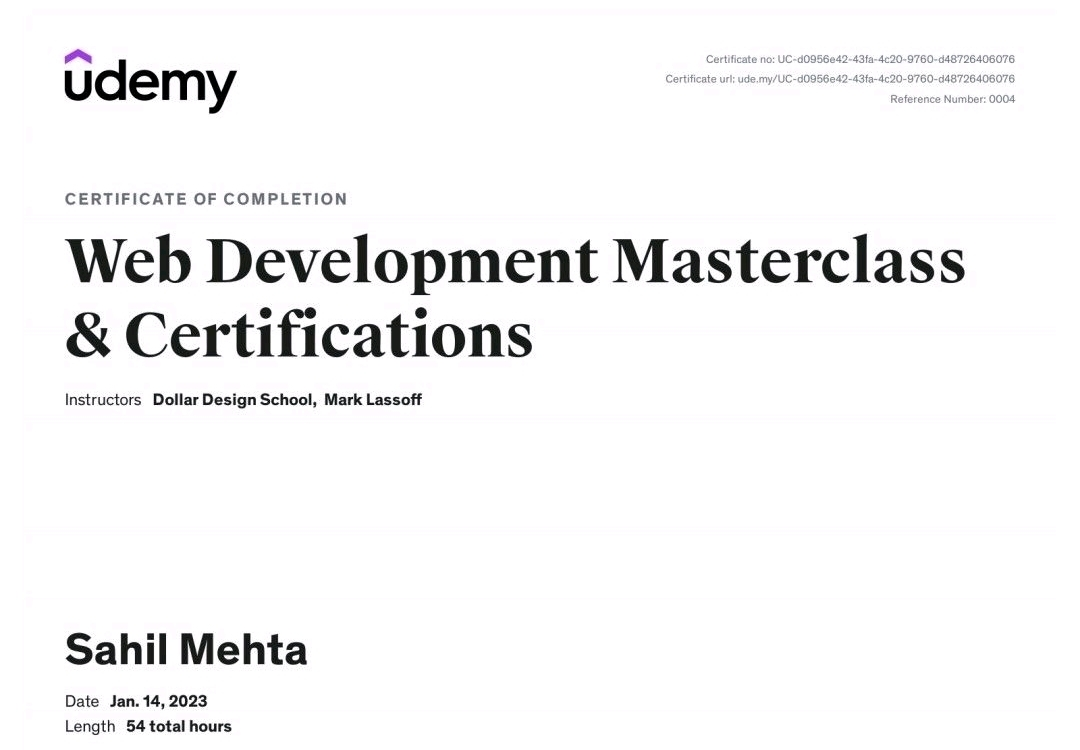 udemy
Certificate no: UC-d0956e42-43fa-4c20-9760-d48726406076
Certificate url: ude.my/UC-d0956e42-43fa-4c20-9760-d48726406076
Reference Number: 0004
CERTIFICATE OF COMPLETION
Web Development Masterclass
& Certifications
Instructors Dollar Design School, Mark Lassoff
Sahil Mehta
Date Jan. 14, 2023
Length 54 total hours